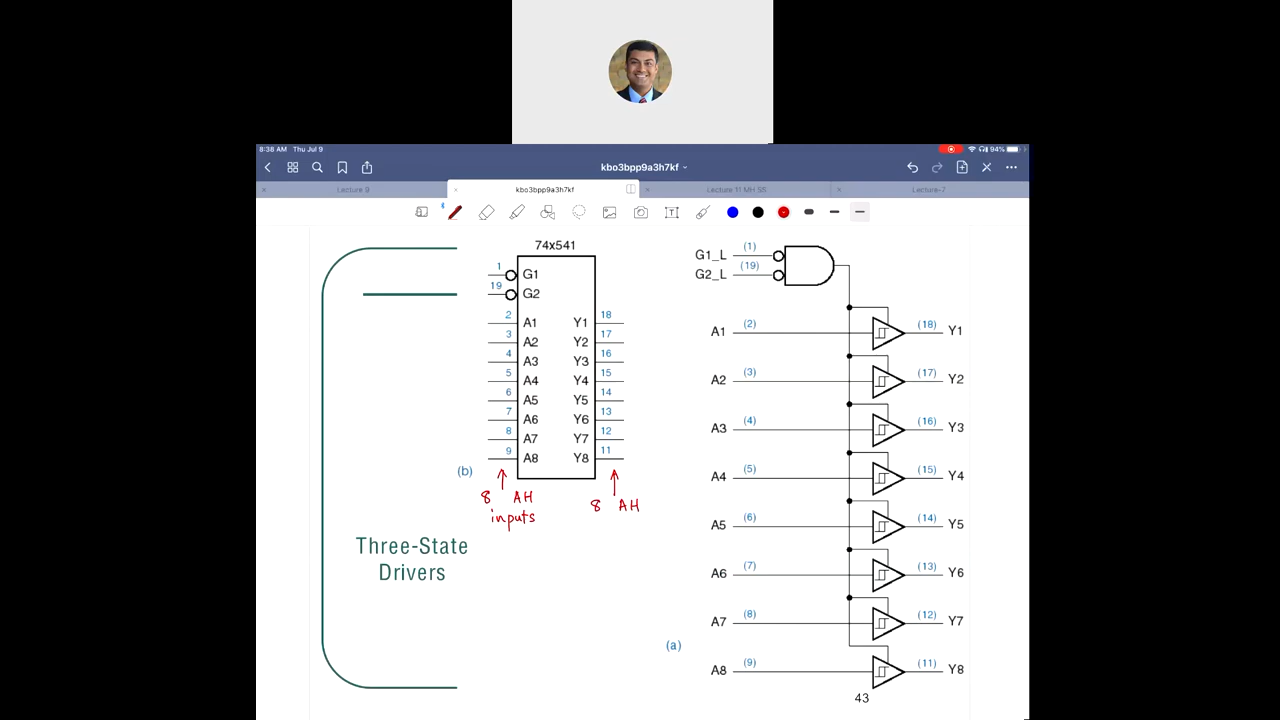 8:38 AM Thu Jul 9
94%
kbo3bpp9a3h7kf
Lecture 9
kbo3bpp9a3h7kf
Lecture 11 MH S5
Lecture-7
74x541
1 G1
19 G2
2 A1 Y1 18
3 A2 Y2 17
4 A3 Y3 16
5 A4 Y4 15
6 A5 Y5 14
7 A6 Y6 13
8 A7 Y7 12
9 A8 Y8 11
(b)
8 AH
inputs
8 AH
Three-State
Drivers
G1_L (1)
G2_L (19)
A1 (2) (18) Y1
A2 (3) (17) Y2
A3 (4) (16) Y3
A4 (5) (15) Y4
A5 (6) (14) Y5
A6 (7) (13) Y6
A7 (8) (12) Y7
(a)
A8 (9) (11) Y8
43